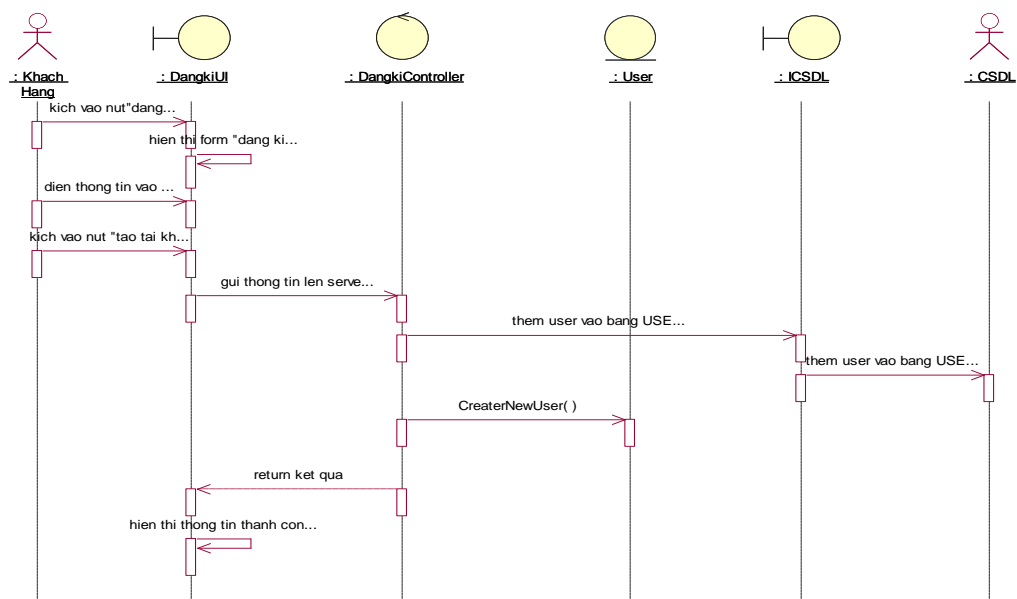 : Khach
Hang
: DangkiUI
: DangkiController
: User
: ICSDL
: CSDL
kich vao nut"dang...
hien thi form "dang ki...
dien thong tin vao ...
kich vao nut "tao tai kh...
gui thong tin len serve...
them user vao bang USE...
them user vao bang USE...
CreaterNewUser( )
return ket qua
hien thi thong tin thanh con...